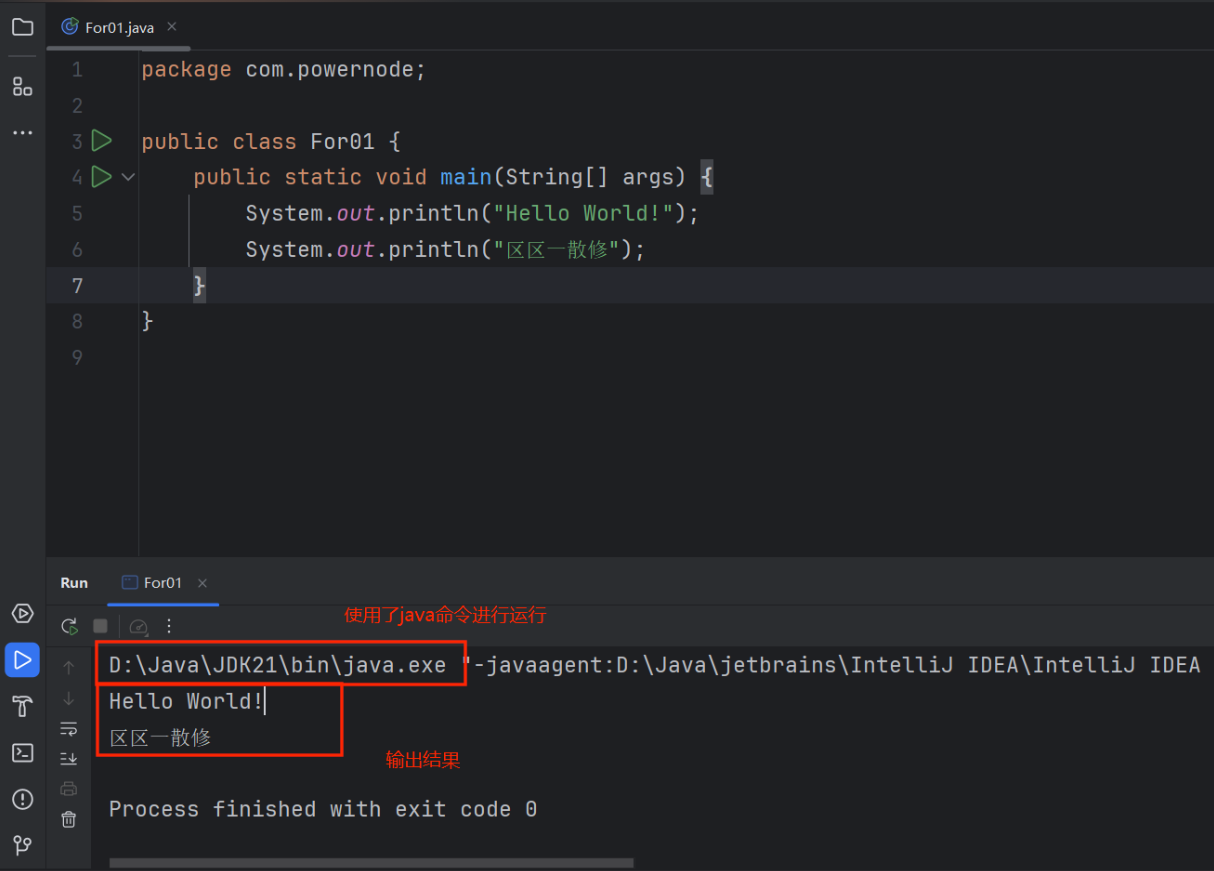 For01.java
1 package com.powernode;
2
3 public class For01 {
4 public static void main(String[] args) {
5 System.out.println("Hello World!");
6 System.out.println("区区一散修");
7 }
8 }
9
Run For01
使用了java命令进行运行
D:\Java\JDK21\bin\java.exe "-javaagent:D:\Java\jetbrains\IntelliJ IDEA\IntelliJ IDEA
Hello World!
区区一散修
输出结果
Process finished with exit code 0